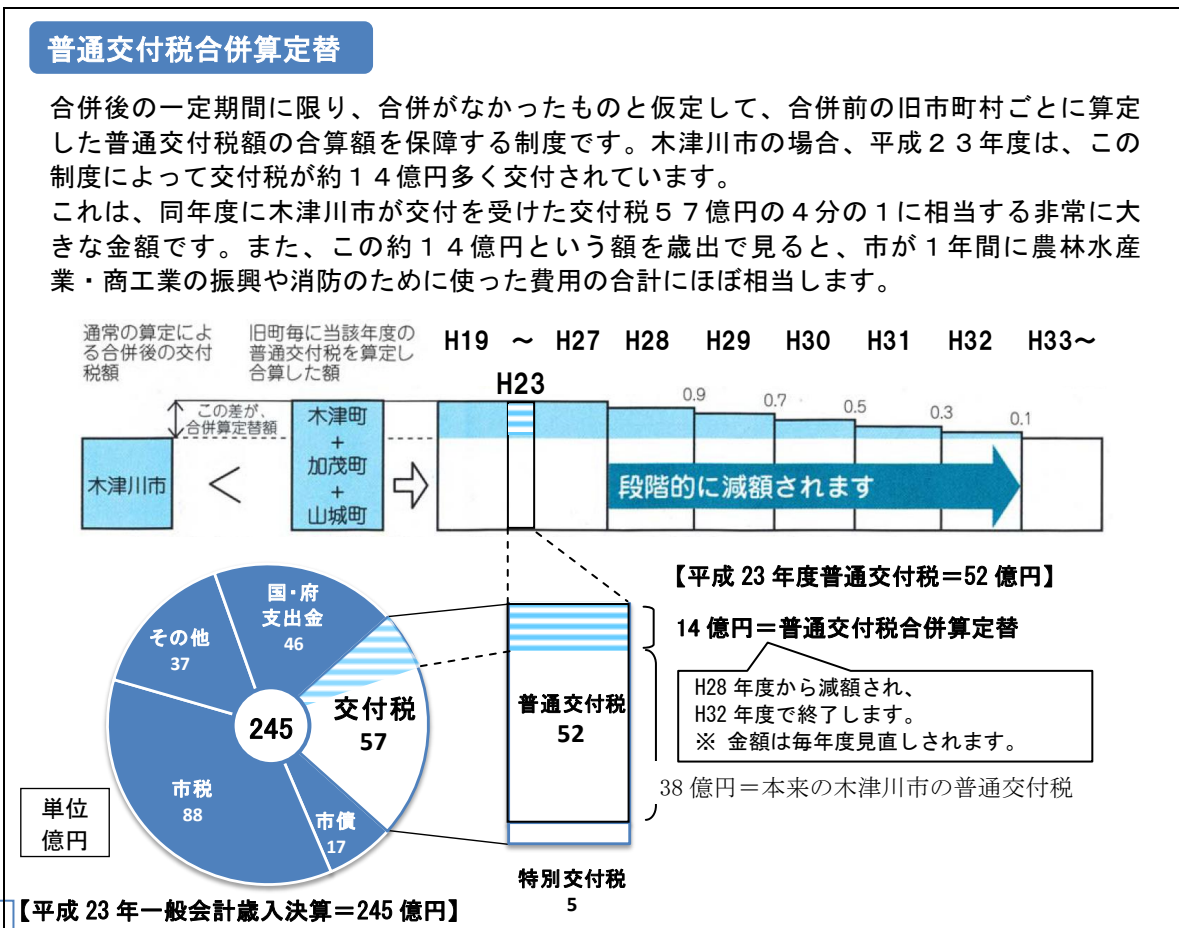 普通交付税合併算定替
合併後の一定期間に限り、合併がなかったものと仮定して、合併前の旧市町村ごとに算定
した普通交付税額の合算額を保障する制度です。木津川市の場合、平成２３年度は、この
制度によって交付税が約１４億円多く交付されています。
これは、同年度に木津川市が交付を受けた交付税５７億円の４分の１に相当する非常に大
きな金額です。また、この約１４億円という額を歳出で見ると、市が１年間に農林水産
業・商工業の振興や消防のために使った費用の合計にほぼ相当します。
通常の算定によ
る合併後の交付
税額
旧町毎に当該年度の
普通交付税を算定し
合算した額
H19 ～ H27 H28 H29 H30 H31 H32 H33～
H23
この差が、
合併算定替額
木津川市
＜
木津町
+
加茂町
+
山城町
0.9
0.7
0.5
0.3
0.1
段階的に減額されます
【平成 23 年度普通交付税＝52 億円】
14 億円＝普通交付税合併算定替
H28 年度から減額され、
H32 年度で終了します。
※ 金額は毎年度見直しされます。
38 億円＝本来の木津川市の普通交付税
国・府
支出金
46
その他
37
交付税
57
245
市税
88
市債
17
普通交付税
52
特別交付税
5
単位
億円
【平成 23 年一般会計歳入決算＝245 億円】